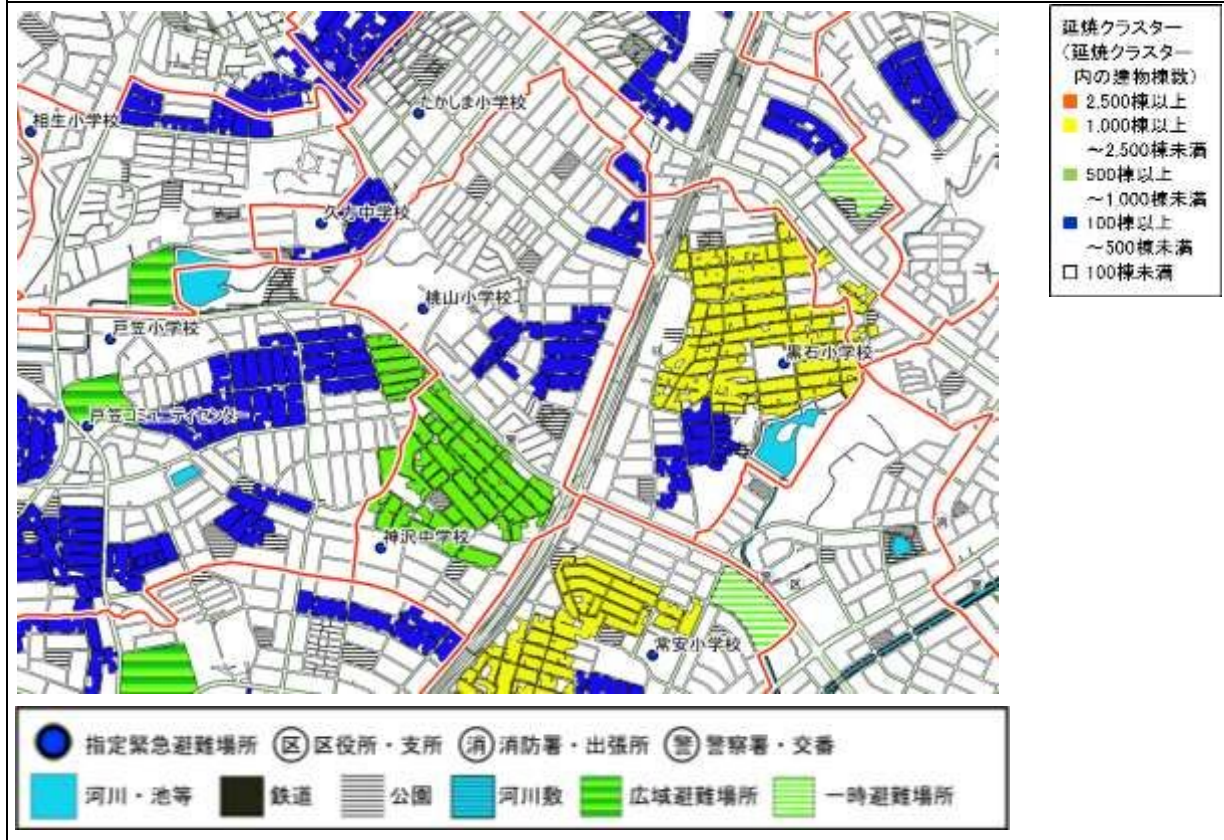 延焼クラスター
(延焼クラスター
内の建物棟数)
2,500棟以上
1,000棟以上
～2,500棟未満
500棟以上
～1,000棟未満
100棟以上
～500棟未満
100棟未満
たかしま小学校
相生小学校
久方中学校
桃山小学校
戸笠小学校
黒石小学校
戸笠コミュニティセンター
神沢中学校
常安小学校
区
消
指定緊急避難場所
区 区役所・支所
消 消防署・出張所
警 警察署・交番
河川・池等
鉄道
公園
河川敷
広域避難場所
一時避難場所